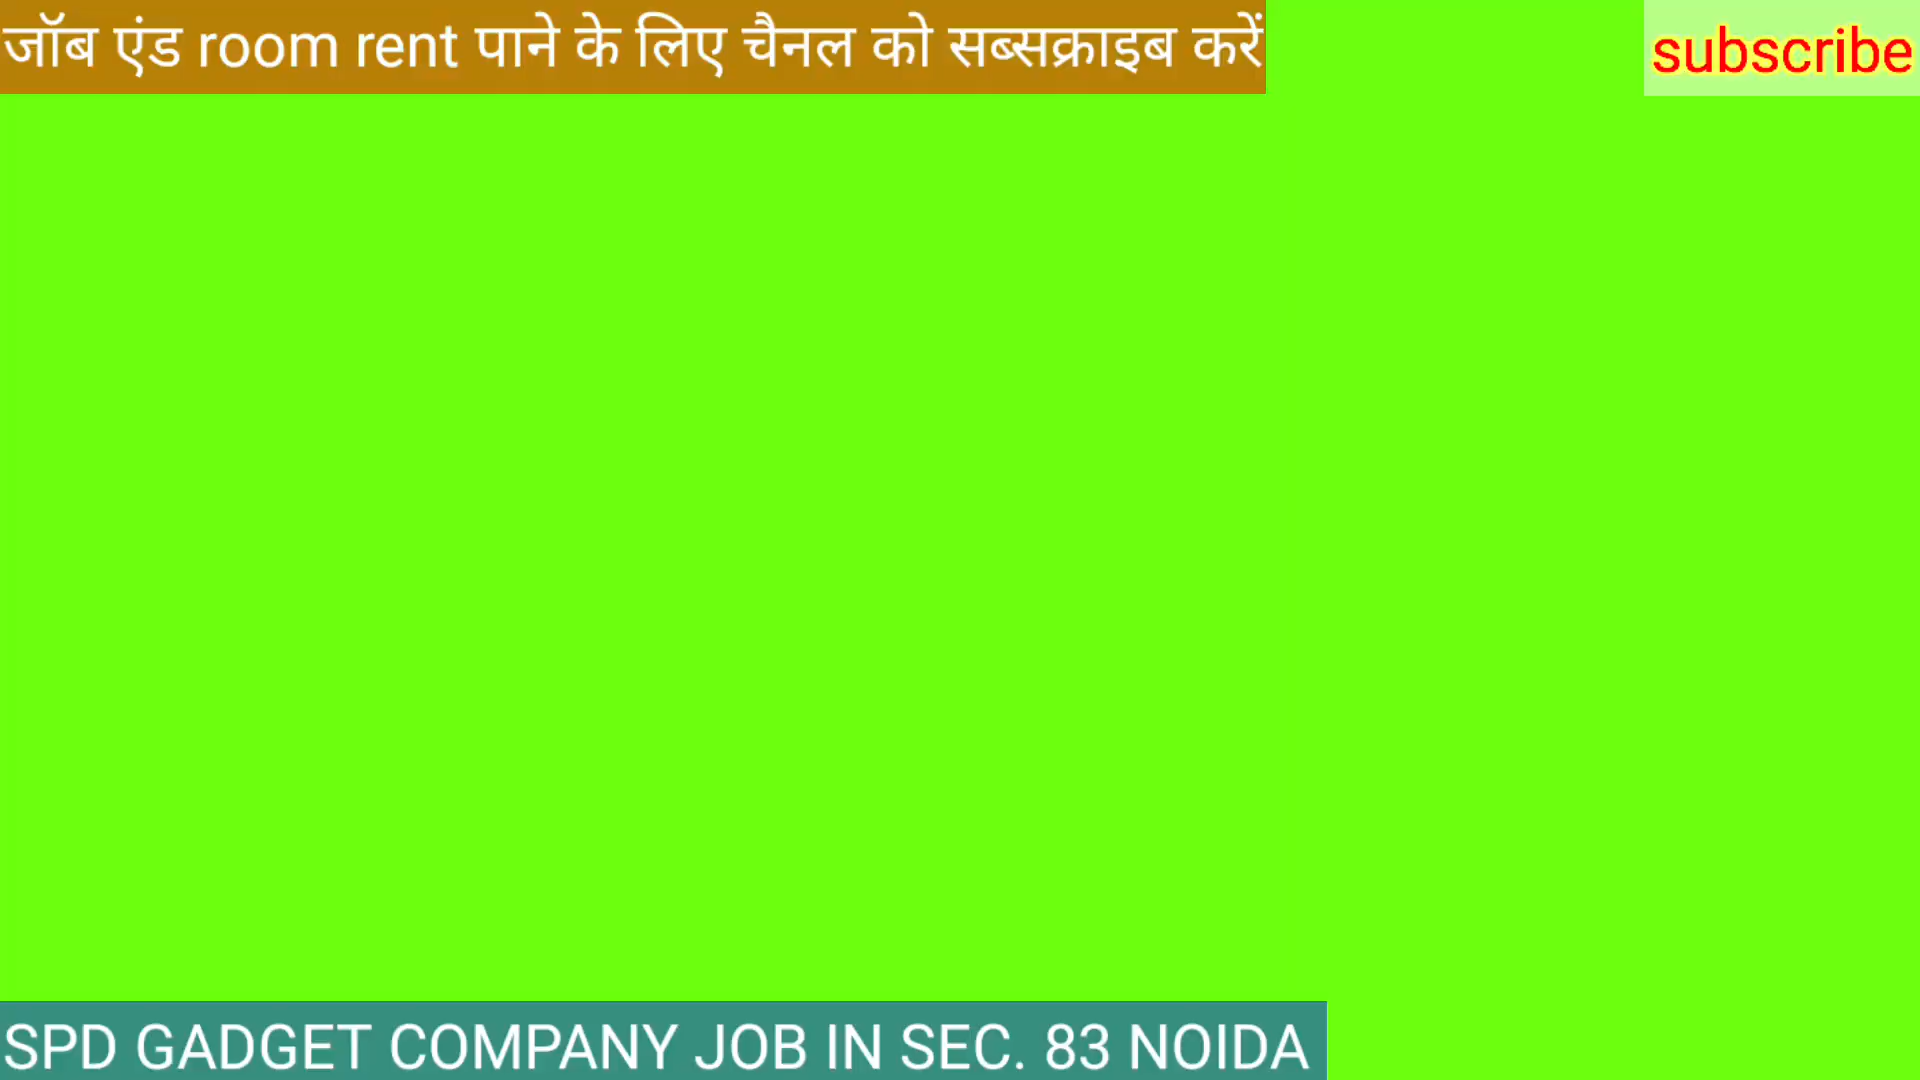 जॉब एंड room rent पाने के लिए चैनल को सब्सक्राइब करें
subscribe
SPD GADGET COMPANY JOB IN SEC. 83 NOIDA